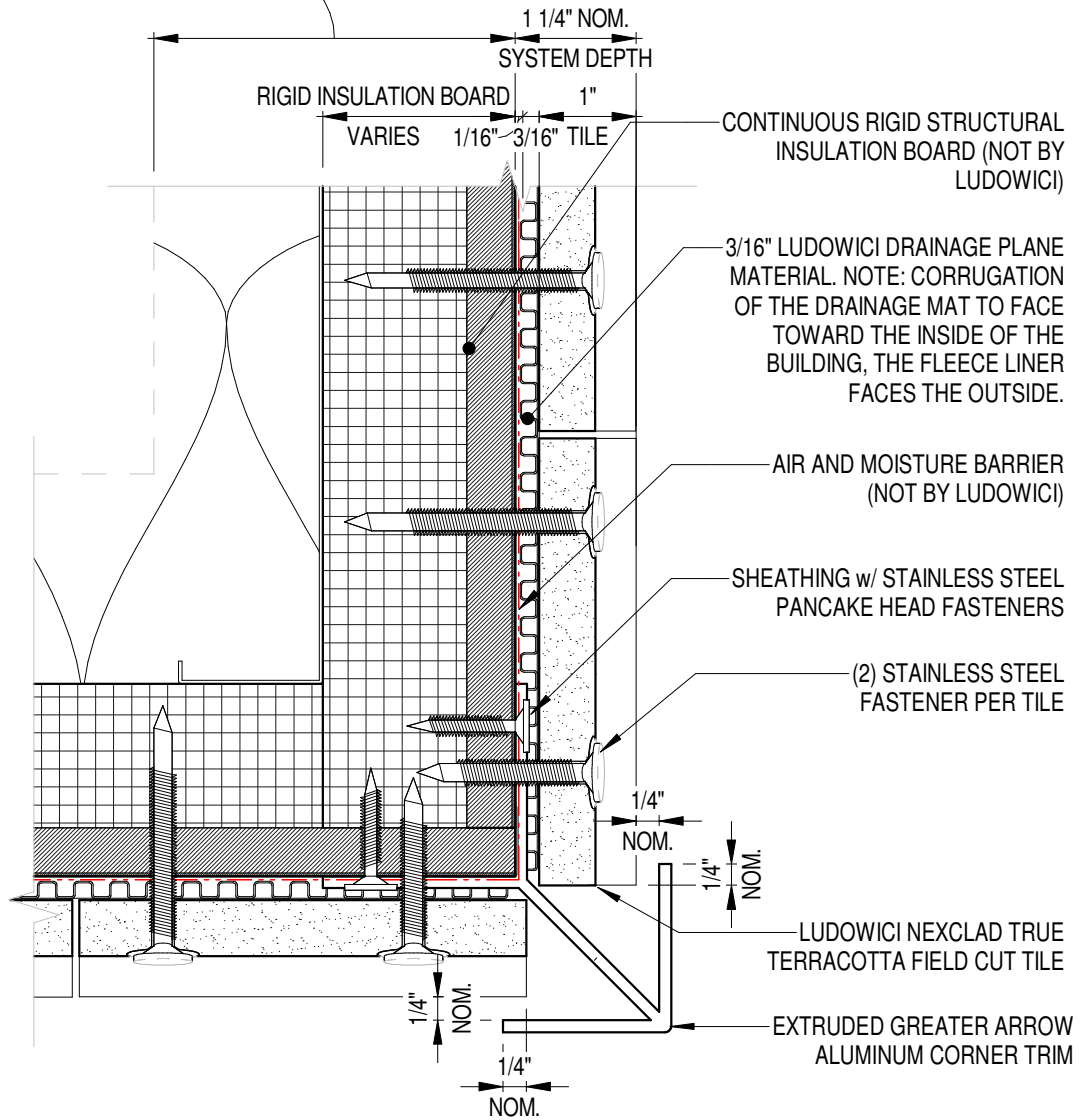 1 1/4" NOM.
SYSTEM DEPTH
RIGID INSULATION BOARD
VARIES
1/16"
3/16"
1"
TILE
CONTINUOUS RIGID STRUCTURAL
INSULATION BOARD (NOT BY
LUDOWICI)
3/16" LUDOWICI DRAINAGE PLANE
MATERIAL. NOTE: CORRUGATION
OF THE DRAINAGE MAT TO FACE
TOWARD THE INSIDE OF THE
BUILDING, THE FLEECE LINER
FACES THE OUTSIDE.
AIR AND MOISTURE BARRIER
(NOT BY LUDOWICI)
SHEATHING w/ STAINLESS STEEL
PANCAKE HEAD FASTENERS
(2) STAINLESS STEEL
FASTENER PER TILE
1/4"
NOM.
1/4"
NOM.
LUDOWICI NEXCLAD TRUE
TERRACOTTA FIELD CUT TILE
EXTRUDED GREATER ARROW
ALUMINUM CORNER TRIM
1/4"
NOM.
1/4"
NOM.